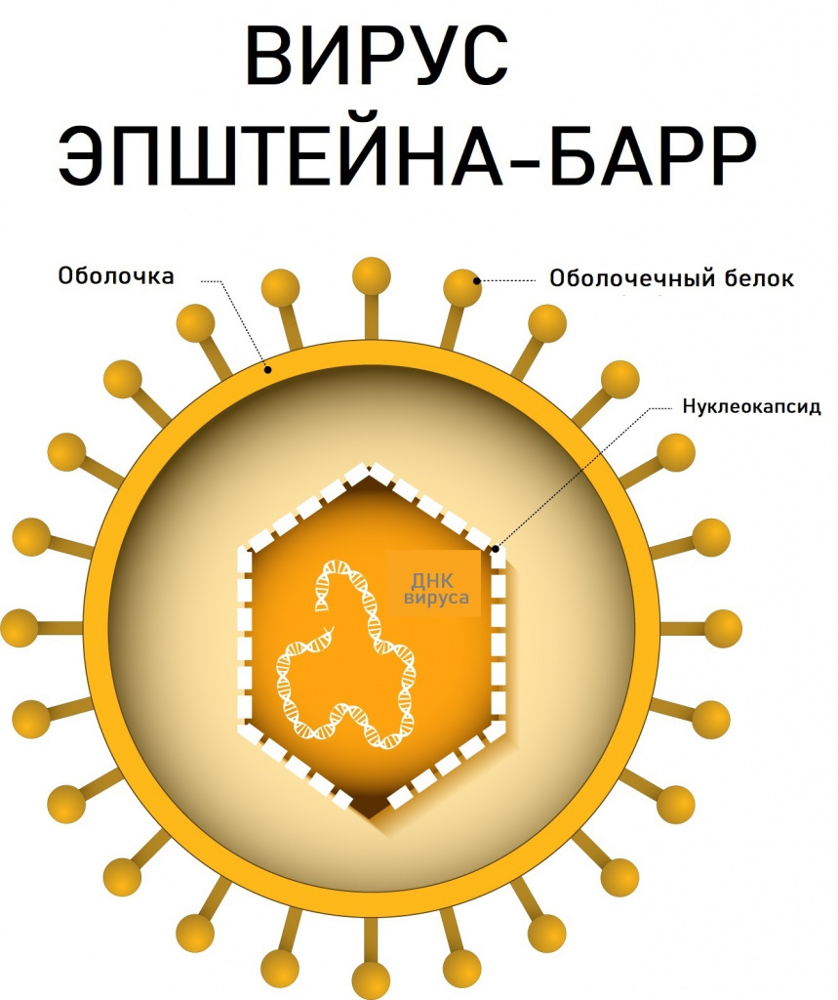 ВИРУС
ЭПШТЕЙНА-БАРР
Оболочка
Оболочечный белок
Нуклеокапсид
ДНК
вируса